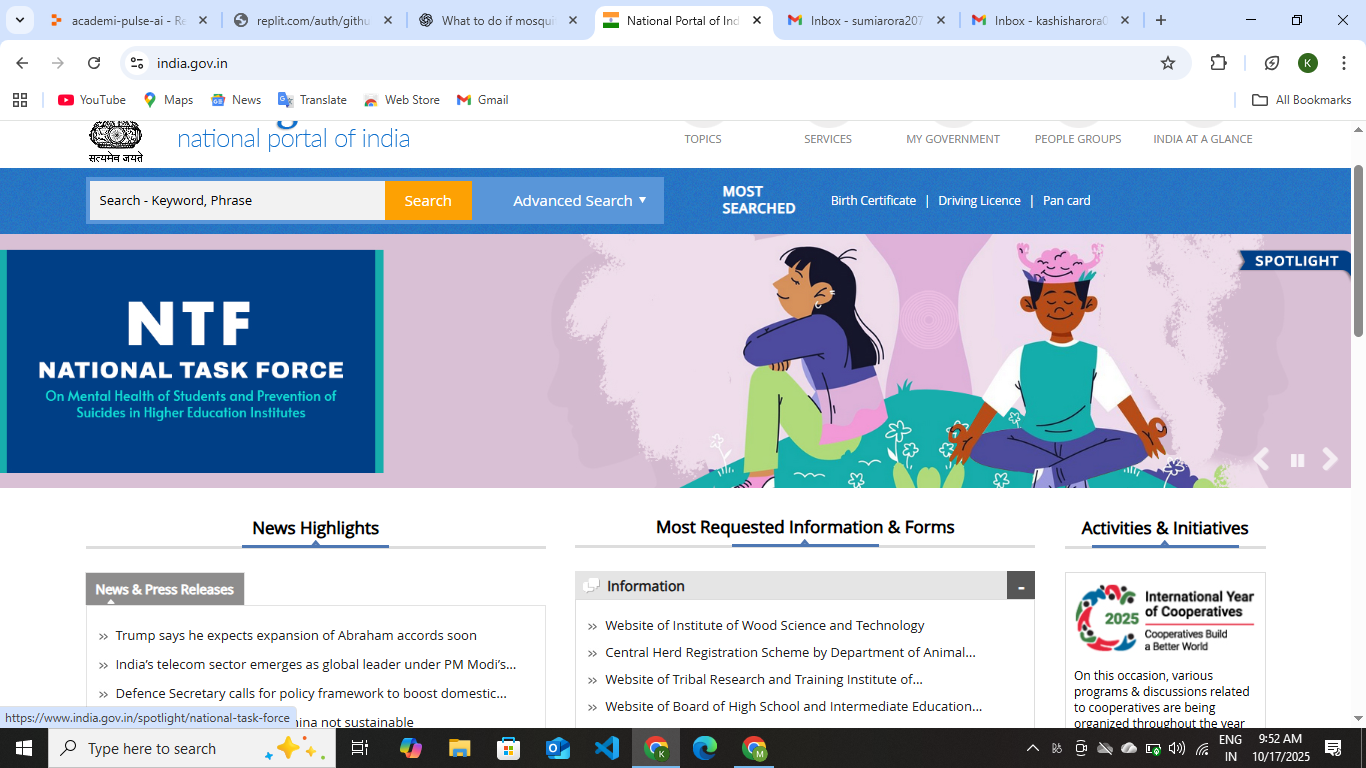 academi-pulse-ai - Re
replit.com/auth/githu
What to do if mosqui
National Portal of Ind
Inbox - sumiarora207
Inbox - kashisharora0
india.gov.in
K
YouTube
Maps
News
Translate
Web Store
Gmail
All Bookmarks
सत्यमेव जयते
national portal of india
TOPICS
SERVICES
MY GOVERNMENT
PEOPLE GROUPS
INDIA AT A GLANCE
Search - Keyword, Phrase
Search
Advanced Search
MOST
SEARCHED
Birth Certificate | Driving Licence | Pan card
SPOTLIGHT
NTF
NATIONAL TASK FORCE
On Mental Health of Students and Prevention of
Suicides in Higher Education Institutes
News Highlights
News & Press Releases
Trump says he expects expansion of Abraham accords soon
India's telecom sector emerges as global leader under PM Modi's...
Defence Secretary calls for policy framework to boost domestic...
ina not sustainable
Most Requested Information & Forms
Information
-
Website of Institute of Wood Science and Technology
Central Herd Registration Scheme by Department of Animal...
Website of Tribal Research and Training Institute of...
Website of Board of High School and Intermediate Education...
Activities & Initiatives
2025
International Year
of Cooperatives
Cooperatives Build
a Better World
On this occasion, various
programs & discussions related
to cooperatives are being
organized throughout the year
https://www.india.gov.in/spotlight/national-task-force
Type here to search
K
M
ENG
IN
9:52 AM
10/17/2025